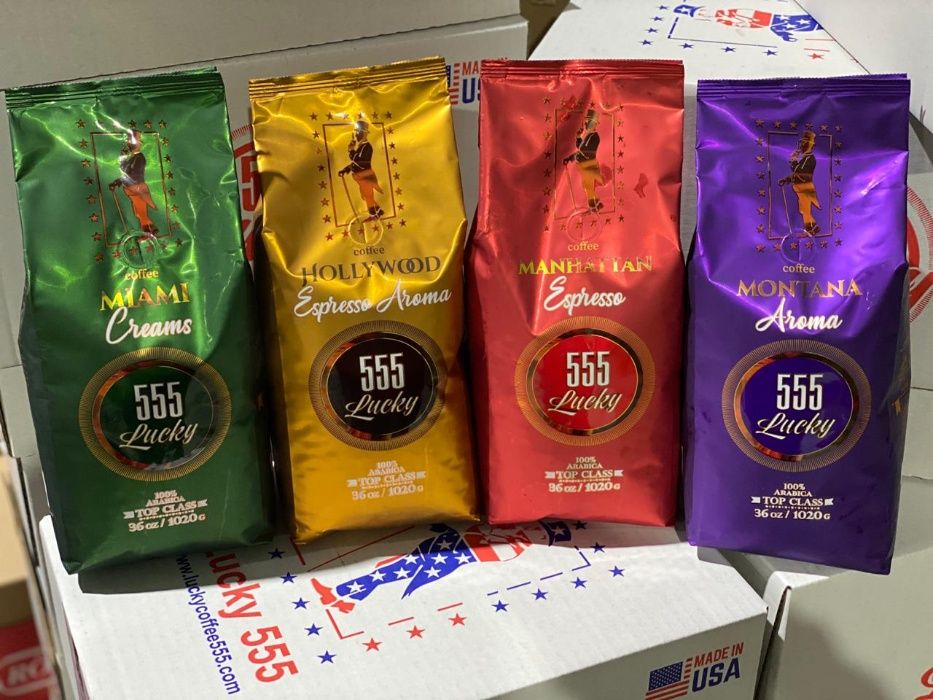 coffee
MIAMI
Creams
555
Lucky
100%
ARABICA
TOP CLASS
36 oz / 1020 G
coffee
HOLLYWOOD
Espresso Aroma
555
Lucky
100%
ARABICA
TOP CLASS
36 oz / 1020 G
coffee
MANHATTAN
Espresso
555
Lucky
100%
ARABICA
TOP CLASS
36 oz / 1020 G
coffee
MONTANA
Aroma
555
Lucky
100%
ARABICA
TOP CLASS
36 oz / 1020 G
Lucky 555
www.luckycoffee555.com
MADE IN
USA